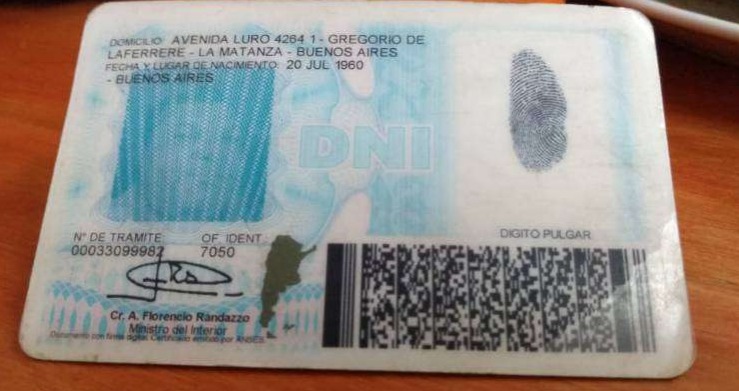 DOMICILIO: AVENIDA LURO 4264 1 - GREGORIO DE
LAFERRERE - LA MATANZA - BUENOS AIRES
FECHA Y LUGAR DE NACIMIENTO: 20 JUL 1960
- BUENOS AIRES
DNI
DIGITO PULGAR
Nº DE TRAMITE OF IDENT
00033099982 7050
Cr. A. Florencio Randazzo
Ministro del Interior
Documento con firma digital. Certificado emitido por ANSES